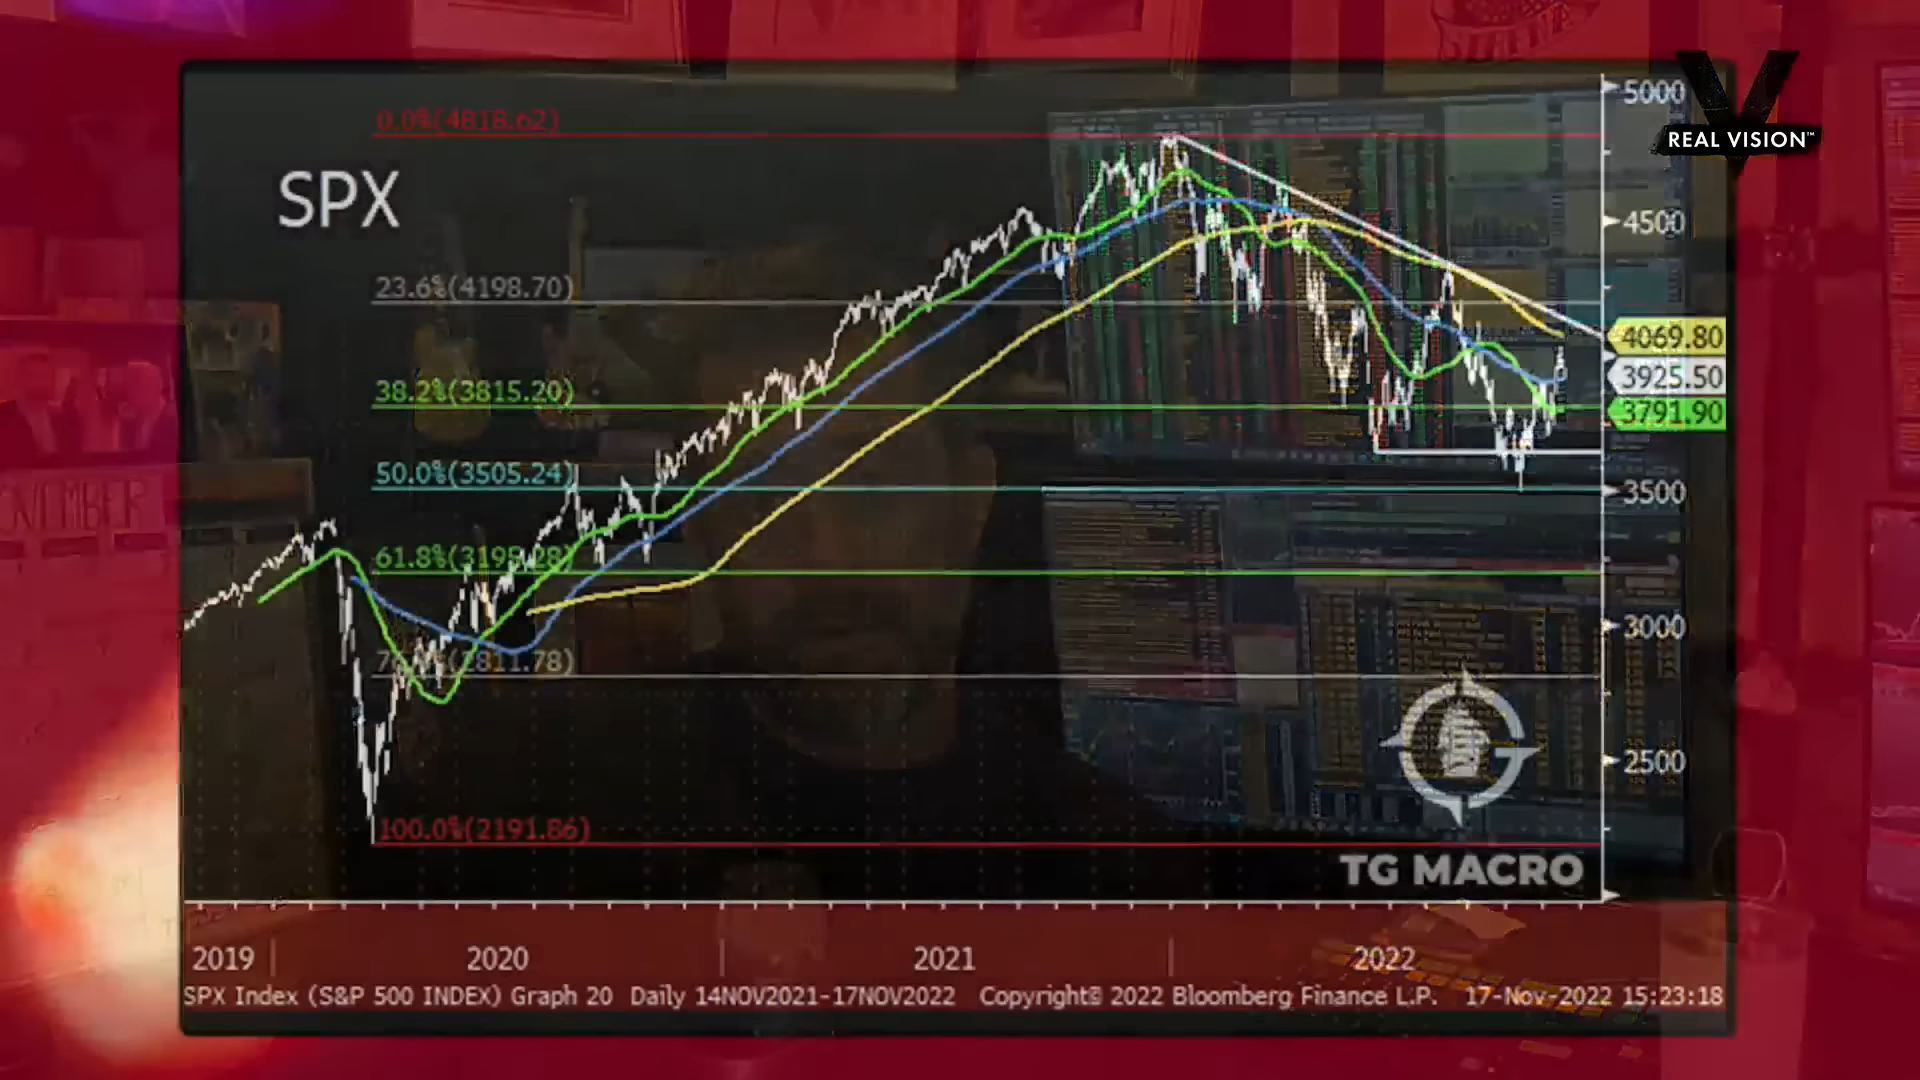 REAL VISION™
SPX
0.0%(4818.62)
23.6%(4198.70)
38.2%(3815.20)
50.0%(3505.24)
61.8%(3195.28)
(2811.78)
100.0%(2191.86)
5000
4500
4069.80
3925.50
3791.90
3500
3000
2500
NOVEMBER
TG MACRO
2019 2020 2021 2022
SPX Index (S&P 500 INDEX) Graph 20 Daily 14NOV2021-17NOV2022 Copyright© 2022 Bloomberg Finance L.P. 17-Nov-2022 15:23:18